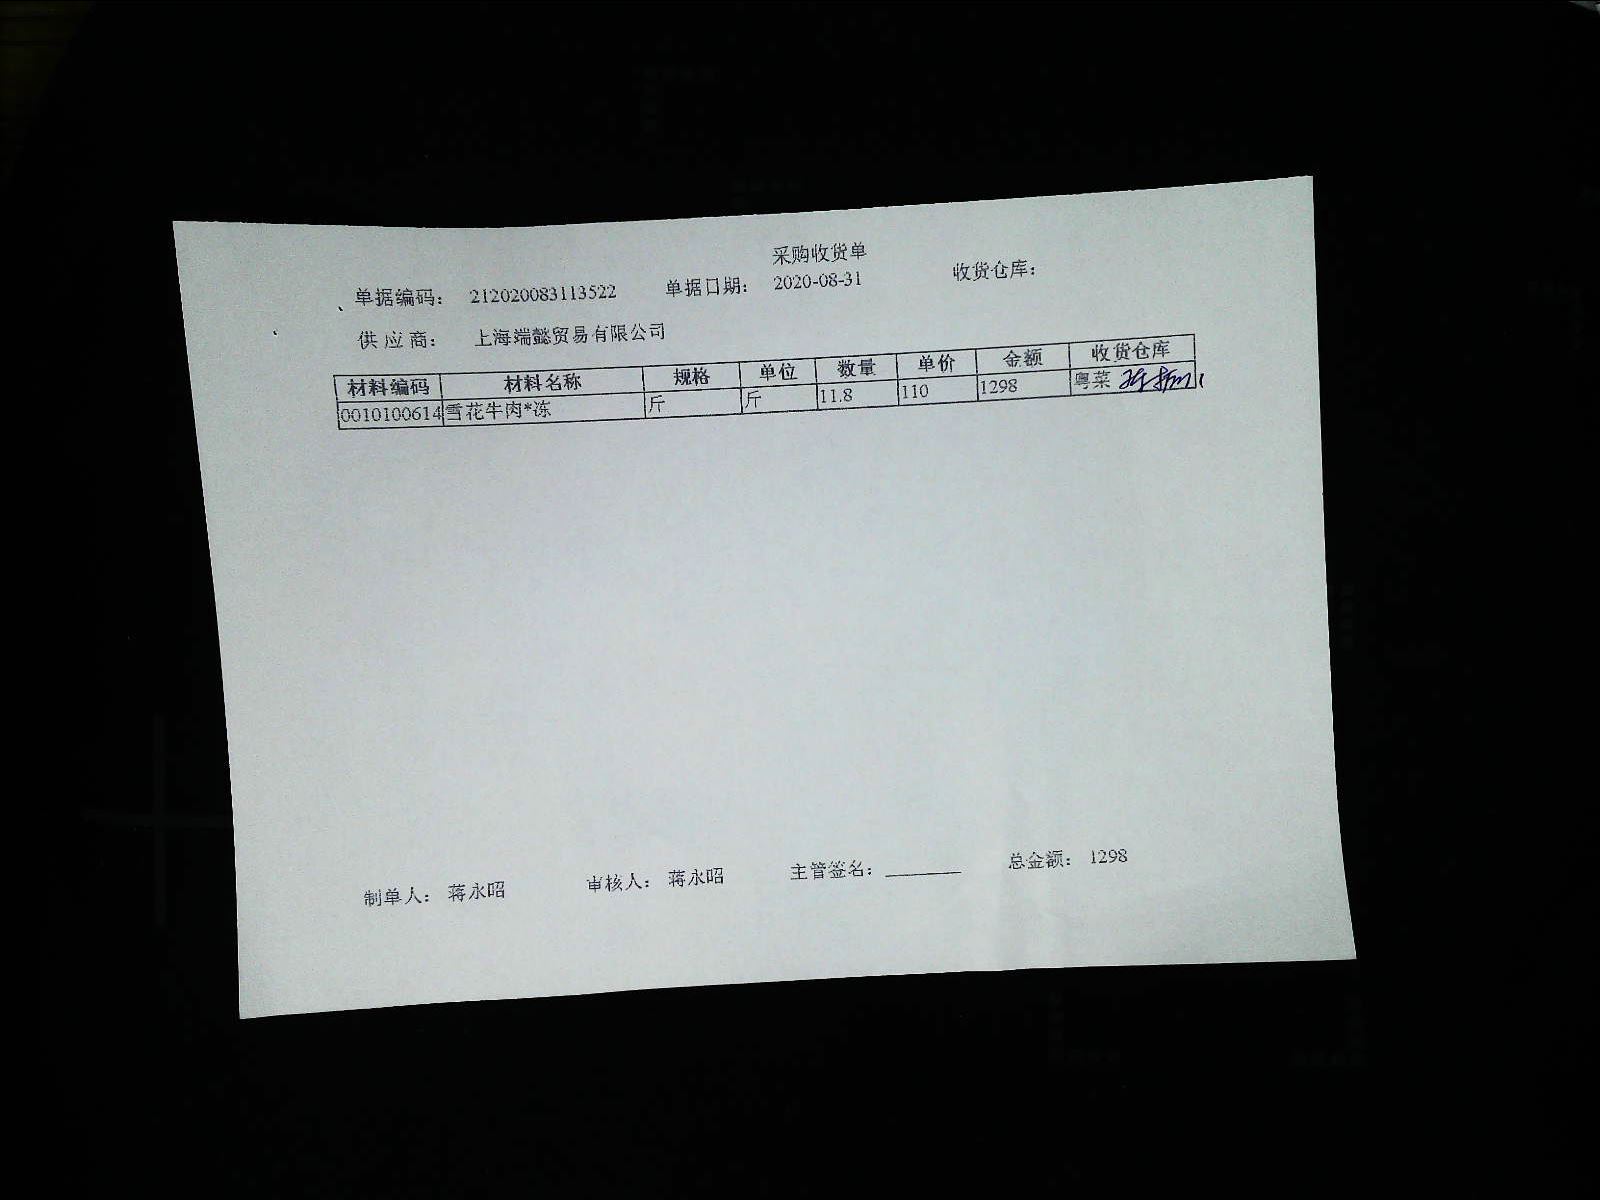 采购收货单
单据编码: 212020083113522 单据日期: 2020-08-31 收货仓库:
供应商: 上海端懿贸易有限公司
材料编码 材料名称 规格 单位 数量 单价 金额 收货仓库
0010100614 雪花牛肉*冻 斤 斤 11.8 110 1298 粤菜
制单人: 蒋永昭 审核人: 蒋永昭 主管签名: ________ 总金额: 1298